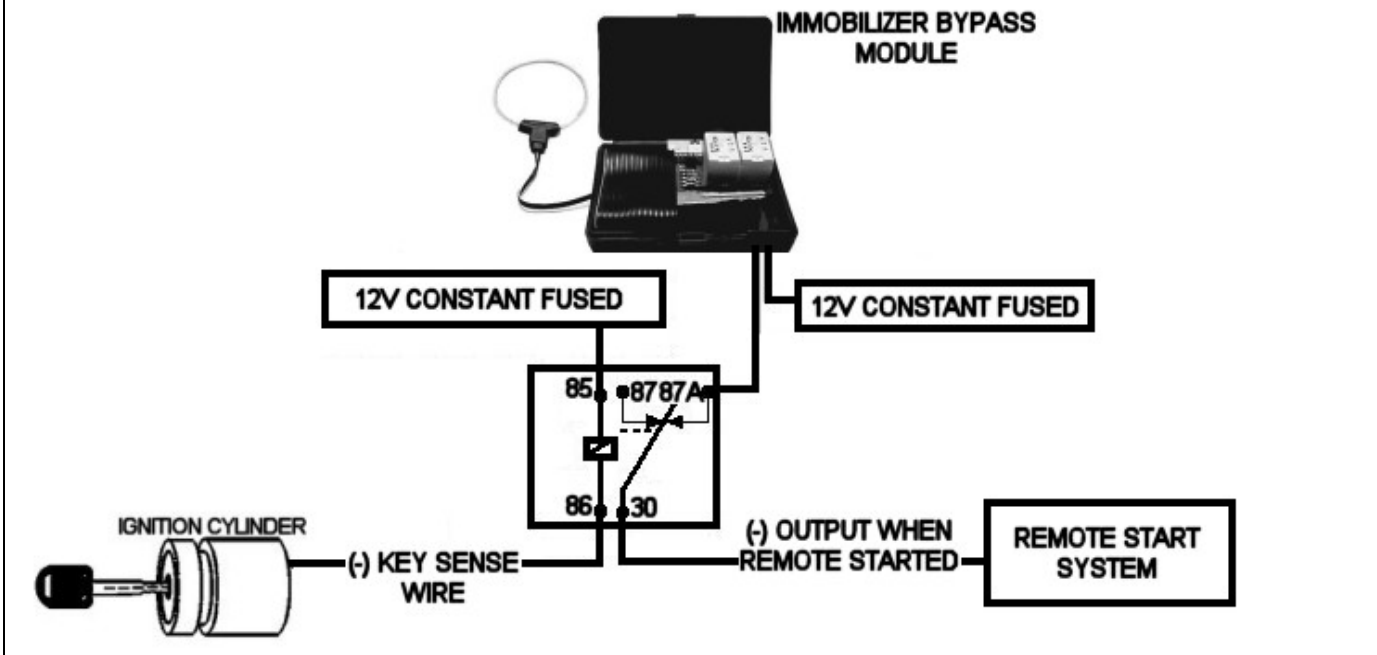 IMMOBILIZER BYPASS
MODULE
12V CONSTANT FUSED
12V CONSTANT FUSED
85
87
87A
86
30
IGNITION CYLINDER
(-) KEY SENSE
WIRE
(-) OUTPUT WHEN
REMOTE STARTED
REMOTE START
SYSTEM